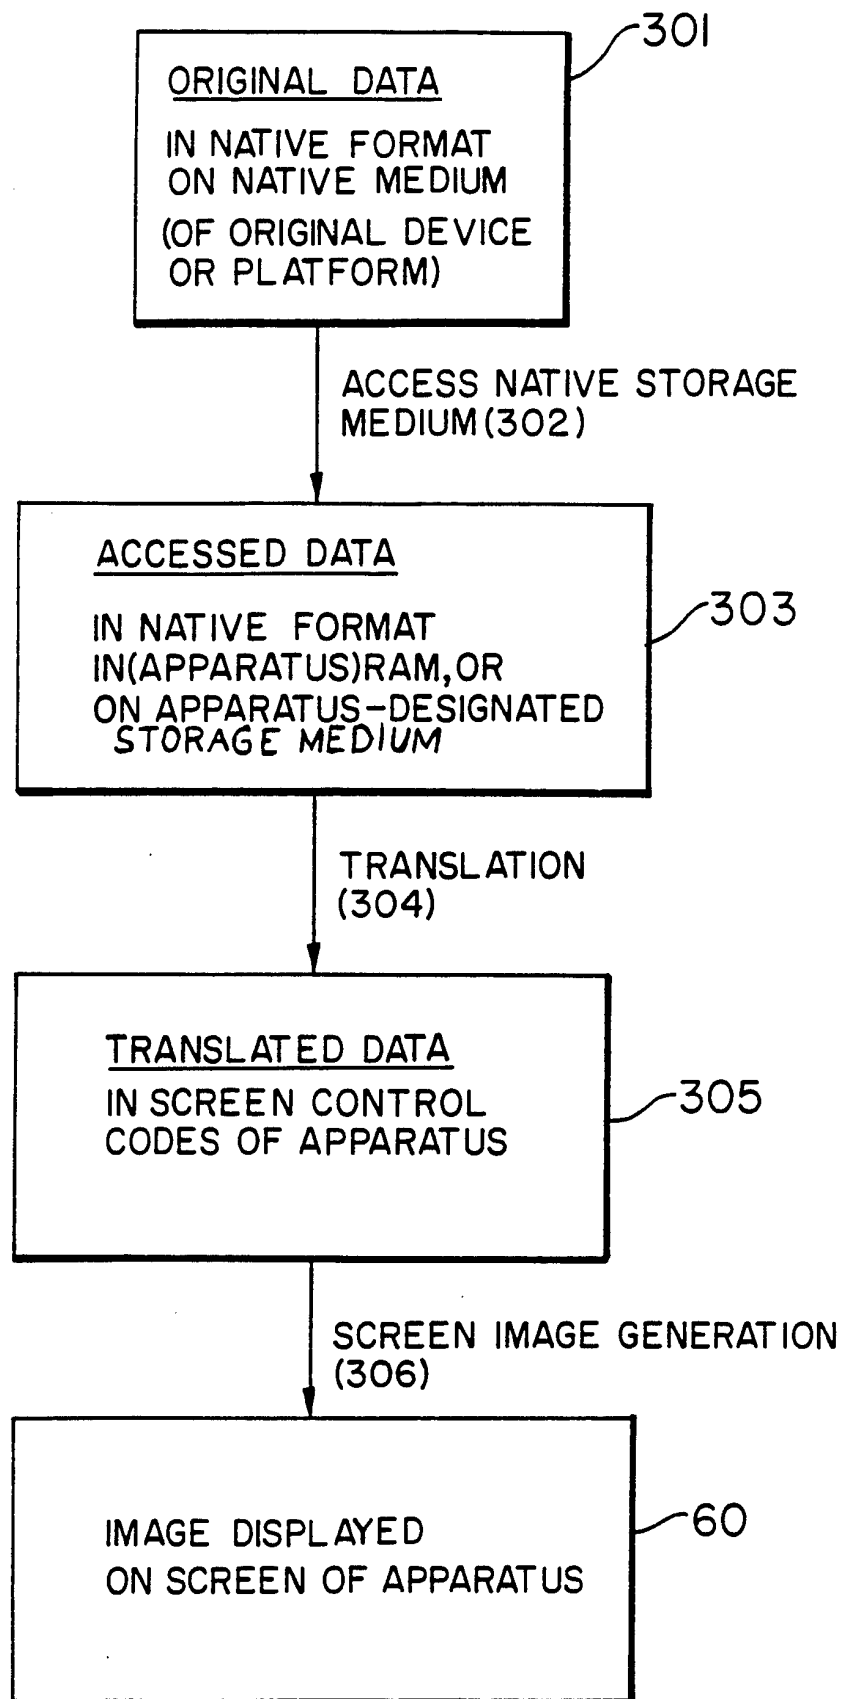 301
ORIGINAL DATA
IN NATIVE FORMAT
ON NATIVE MEDIUM
(OF ORIGINAL DEVICE
OR PLATFORM)
ACCESS NATIVE STORAGE
MEDIUM (302)
ACCESSED DATA
303
IN NATIVE FORMAT
IN (APPARATUS) RAM, OR
ON APPARATUS-DESIGNATED
STORAGE MEDIUM
TRANSLATION
(304)
TRANSLATED DATA
305
IN SCREEN CONTROL
CODES OF APPARATUS
SCREEN IMAGE GENERATION
(306)
60
IMAGE DISPLAYED
ON SCREEN OF APPARATUS